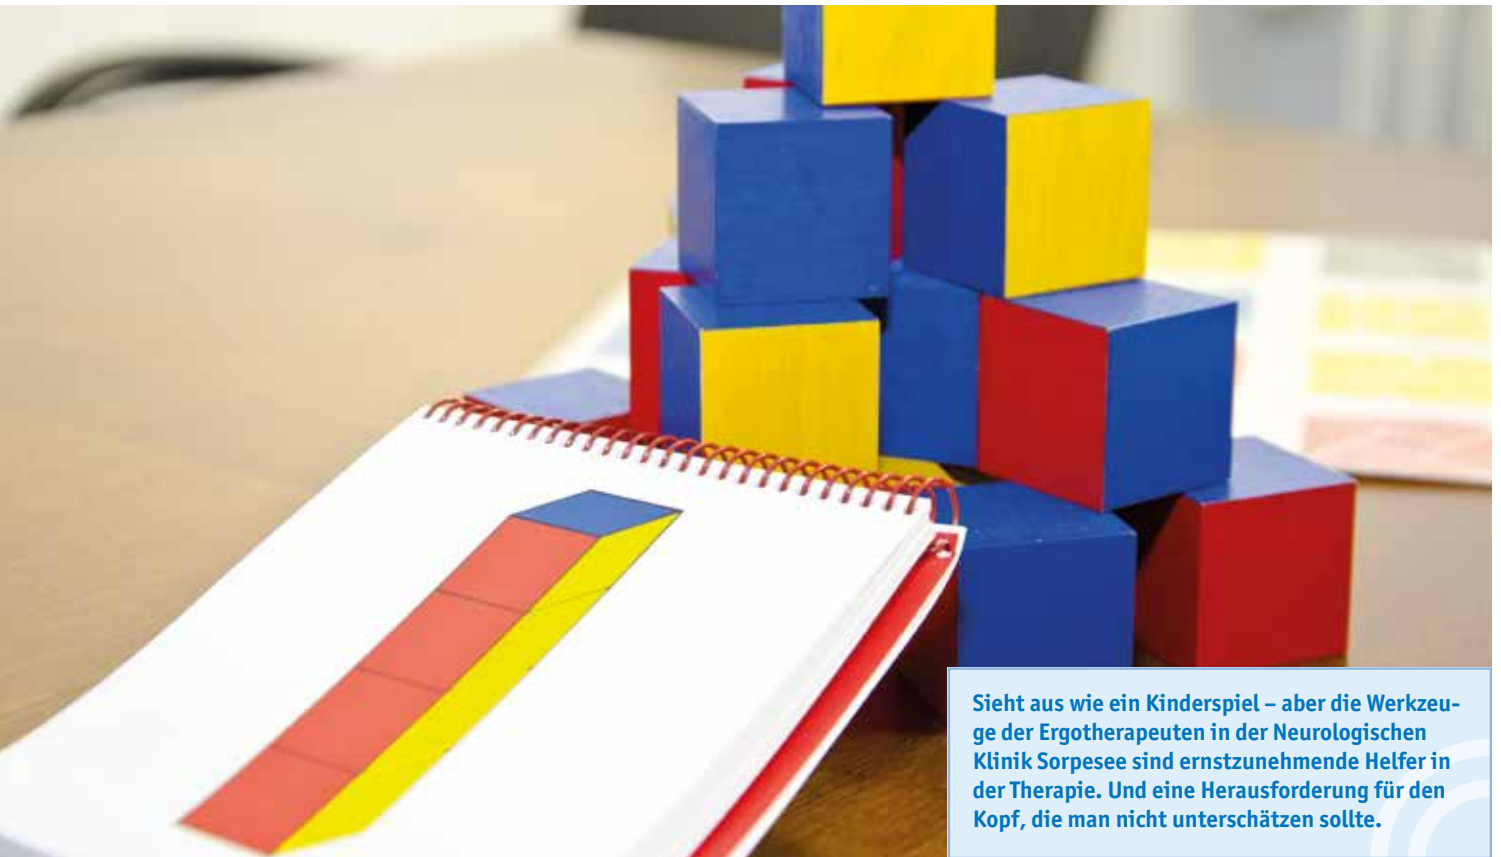 Sieht aus wie ein Kinderspiel – aber die Werkzeu-
ge der Ergotherapeuten in der Neurologischen
Klinik Sorpesee sind ernstzunehmende Helfer in
der Therapie. Und eine Herausforderung für den
Kopf, die man nicht unterschätzen sollte.